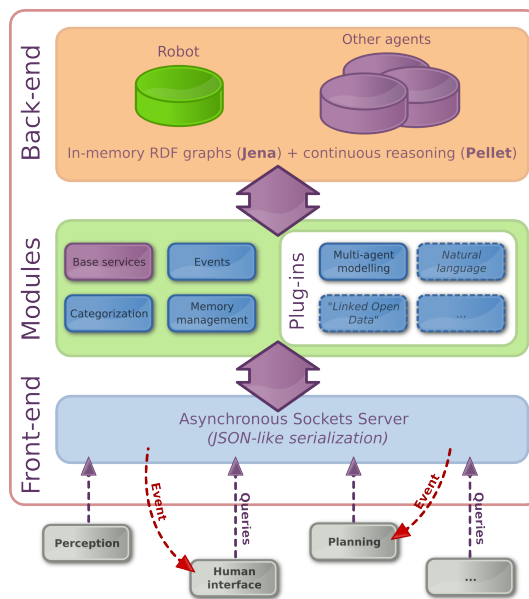 Back-end
Robot
Other agents
In-memory RDF graphs (Jena) + continuous reasoning (Pellet)
Modules
Base services
Events
Categorization
Memory
management
Plug-ins
Multi-agent
modelling
Natural
language
"Linked Open
Data"
...
Front-end
Asynchronous Sockets Server
(JSON-like serialization)
Event
Queries
Event
Queries
Perception
Human
interface
Planning
...